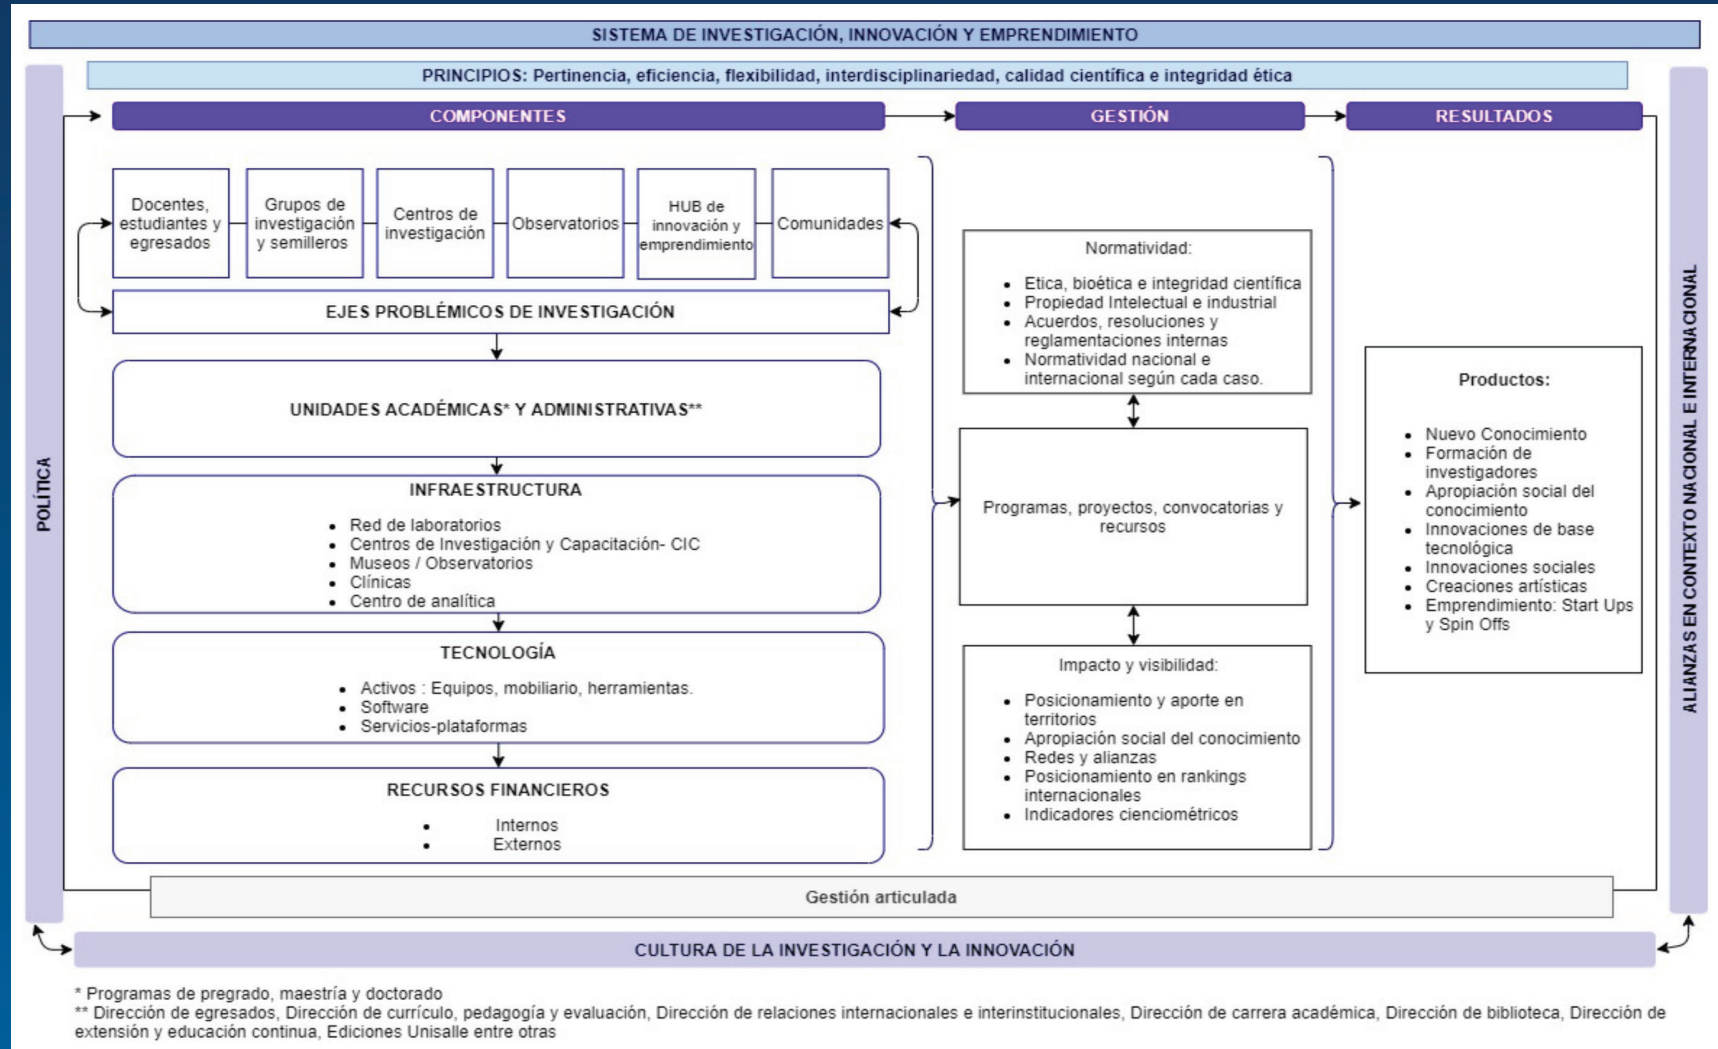 SISTEMA DE INVESTIGACIÓN, INNOVACIÓN Y EMPRENDIMIENTO
PRINCIPIOS: Pertinencia, eficiencia, flexibilidad, interdisciplinariedad, calidad científica e integridad ética
POLÍTICA
COMPONENTES
Docentes,
estudiantes y
egresados
Grupos de
investigación
y semilleros
Centros de
investigación
Observatorios
HUB de
innovación y
emprendimiento
Comunidades
EJES PROBLÉMICOS DE INVESTIGACIÓN
UNIDADES ACADÉMICAS* Y ADMINISTRATIVAS**
INFRAESTRUCTURA
• Red de laboratorios
• Centros de Investigación y Capacitación- CIC
• Museos / Observatorios
• Clínicas
• Centro de analítica
TECNOLOGÍA
• Activos : Equipos, mobiliario, herramientas.
• Software
• Servicios-plataformas
RECURSOS FINANCIEROS
• Internos
• Externos
GESTIÓN
Normatividad:
• Etica, bioética e integridad científica
• Propiedad Intelectual e industrial
• Acuerdos, resoluciones y
reglamentaciones internas
• Normatividad nacional e
internacional según cada caso.
Programas, proyectos, convocatorias y
recursos
Impacto y visibilidad:
• Posicionamiento y aporte en
territorios
• Apropiación social del conocimiento
• Redes y alianzas
• Posicionamiento en rankings
internacionales
• Indicadores cienciométricos
RESULTADOS
Productos:
• Nuevo Conocimiento
• Formación de
investigadores
• Apropiación social del
conocimiento
• Innovaciones de base
tecnológica
• Innovaciones sociales
• Creaciones artísticas
• Emprendimiento: Start Ups
y Spin Offs
ALIANZAS EN CONTEXTO NACIONAL E INTERNACIONAL
Gestión articulada
CULTURA DE LA INVESTIGACIÓN Y LA INNOVACIÓN
* Programas de pregrado, maestría y doctorado
** Dirección de egresados, Dirección de currículo, pedagogía y evaluación, Dirección de relaciones internacionales e interinstitucionales, Dirección de carrera académica, Dirección de biblioteca, Dirección de
extensión y educación continua, Ediciones Unisalle entre otras